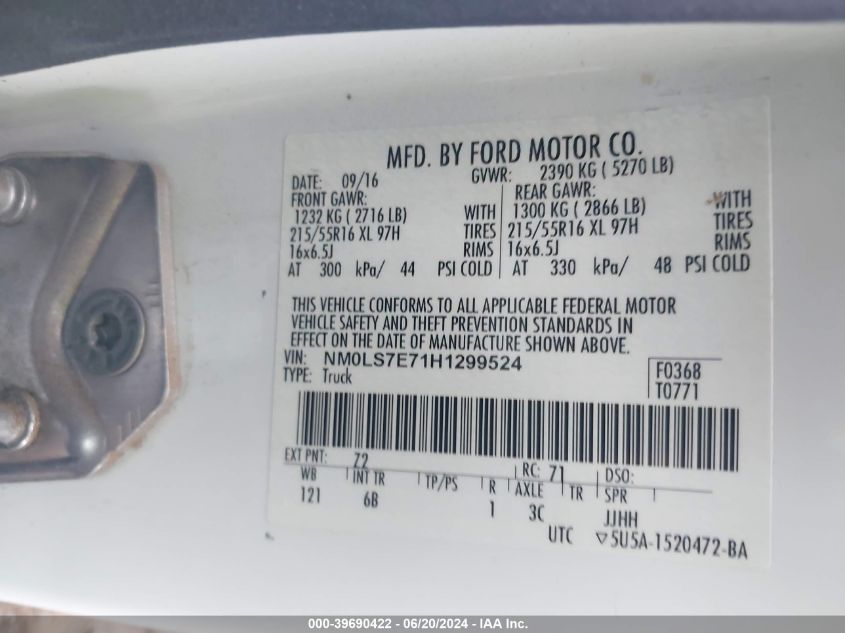 MFD. BY FORD MOTOR CO.
DATE: 09/16 GVWR: 2390 KG ( 5270 LB)
FRONT GAWR: REAR GAWR:
1232 KG ( 2716 LB) WITH 1300 KG ( 2866 LB) WITH
215/55R16 XL 97H TIRES 215/55R16 XL 97H TIRES
16x6.5J RIMS 16x6.5J RIMS
AT 300 kPa/ 44 PSI COLD AT 330 kPa/ 48 PSI COLD
THIS VEHICLE CONFORMS TO ALL APPLICABLE FEDERAL MOTOR
VEHICLE SAFETY AND THEFT PREVENTION STANDARDS IN
EFFECT ON THE DATE OF MANUFACTURE SHOWN ABOVE.
VIN: NM0LS7E71H1299524
TYPE: Truck
F0368
T0771
EXT PNT: Z2 RC: 71 DSO:
WB INT TR TP/PS R AXLE TR SPR
121 6B 1 3C JJHH
UTC ▽5U5A-1520472-BA
000-39690422 - 06/20/2024 - IAA Inc.